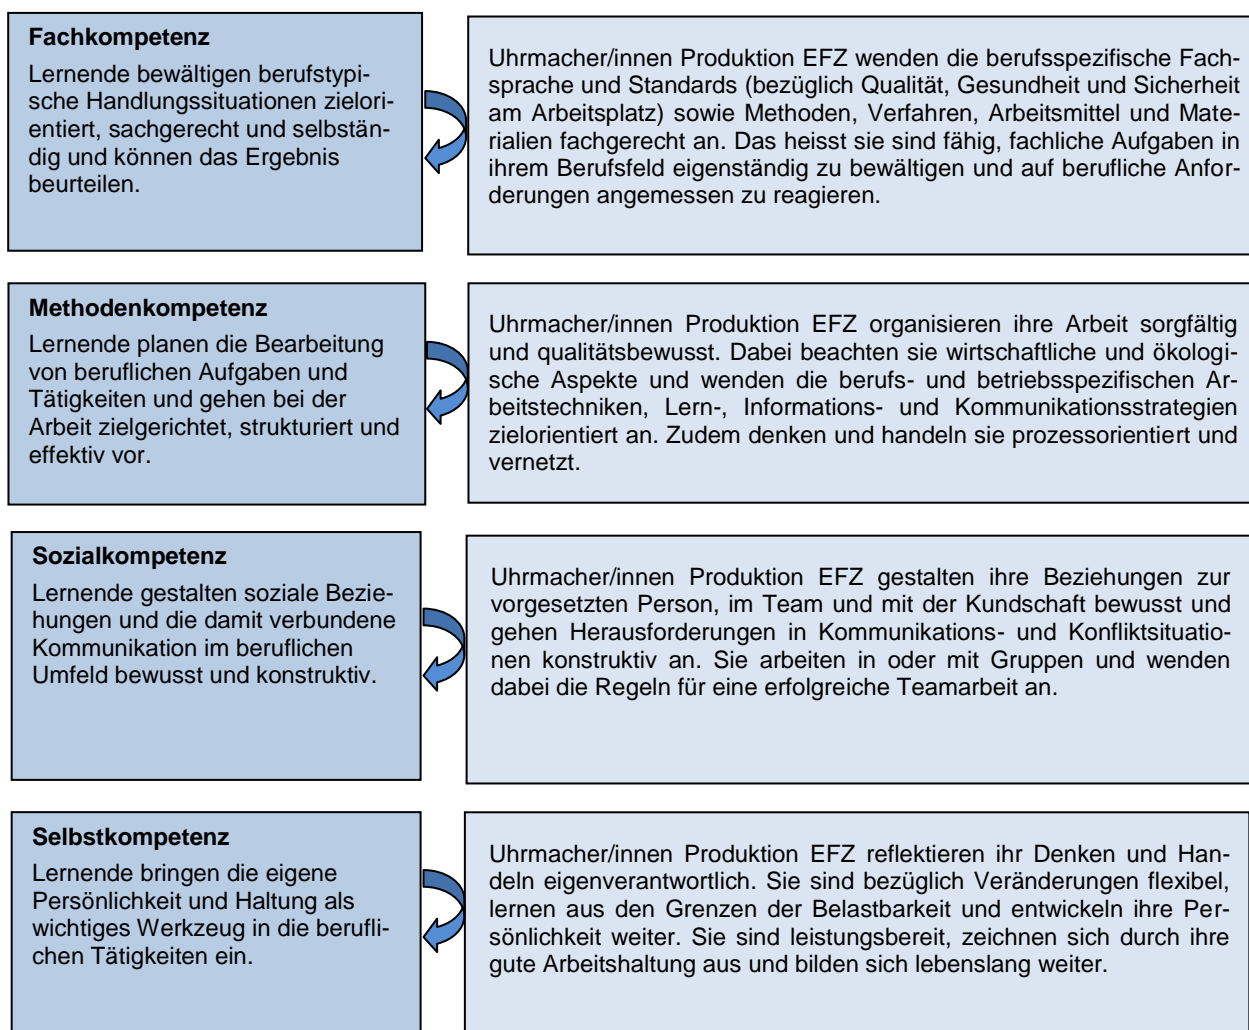 Fachkompetenz
Lernende bewältigen berufstypi-
sche Handlungssituationen zielori-
entiert, sachgerecht und selbstän-
dig und können das Ergebnis
beurteilen.
Uhrmacher/innen Produktion EFZ wenden die berufsspezifische Fach-
sprache und Standards (bezüglich Qualität, Gesundheit und Sicherheit
am Arbeitsplatz) sowie Methoden, Verfahren, Arbeitsmittel und Mate-
rialien fachgerecht an. Das heisst sie sind fähig, fachliche Aufgaben in
ihrem Berufsfeld eigenständig zu bewältigen und auf berufliche Anfor-
derungen angemessen zu reagieren.
Methodenkompetenz
Lernende planen die Bearbeitung
von beruflichen Aufgaben und
Tätigkeiten und gehen bei der
Arbeit zielgerichtet, strukturiert und
effektiv vor.
Uhrmacher/innen Produktion EFZ organisieren ihre Arbeit sorgfältig
und qualitätsbewusst. Dabei beachten sie wirtschaftliche und ökologi-
sche Aspekte und wenden die berufs- und betriebsspezifischen Ar-
beitstechniken, Lern-, Informations- und Kommunikationsstrategien
zielorientiert an. Zudem denken und handeln sie prozessorientiert und
vernetzt.
Sozialkompetenz
Lernende gestalten soziale Bezie-
hungen und die damit verbundene
Kommunikation im beruflichen
Umfeld bewusst und konstruktiv.
Uhrmacher/innen Produktion EFZ gestalten ihre Beziehungen zur
vorgesetzten Person, im Team und mit der Kundschaft bewusst und
gehen Herausforderungen in Kommunikations- und Konfliktsituatio-
nen konstruktiv an. Sie arbeiten in oder mit Gruppen und wenden
dabei die Regeln für eine erfolgreiche Teamarbeit an.
Selbstkompetenz
Lernende bringen die eigene
Persönlichkeit und Haltung als
wichtiges Werkzeug in die berufli-
chen Tätigkeiten ein.
Uhrmacher/innen Produktion EFZ reflektieren ihr Denken und Han-
deln eigenverantwortlich. Sie sind bezüglich Veränderungen flexibel,
lernen aus den Grenzen der Belastbarkeit und entwickeln ihre Per-
sönlichkeit weiter. Sie sind leistungsbereit, zeichnen sich durch ihre
gute Arbeitshaltung aus und bilden sich lebenslang weiter.